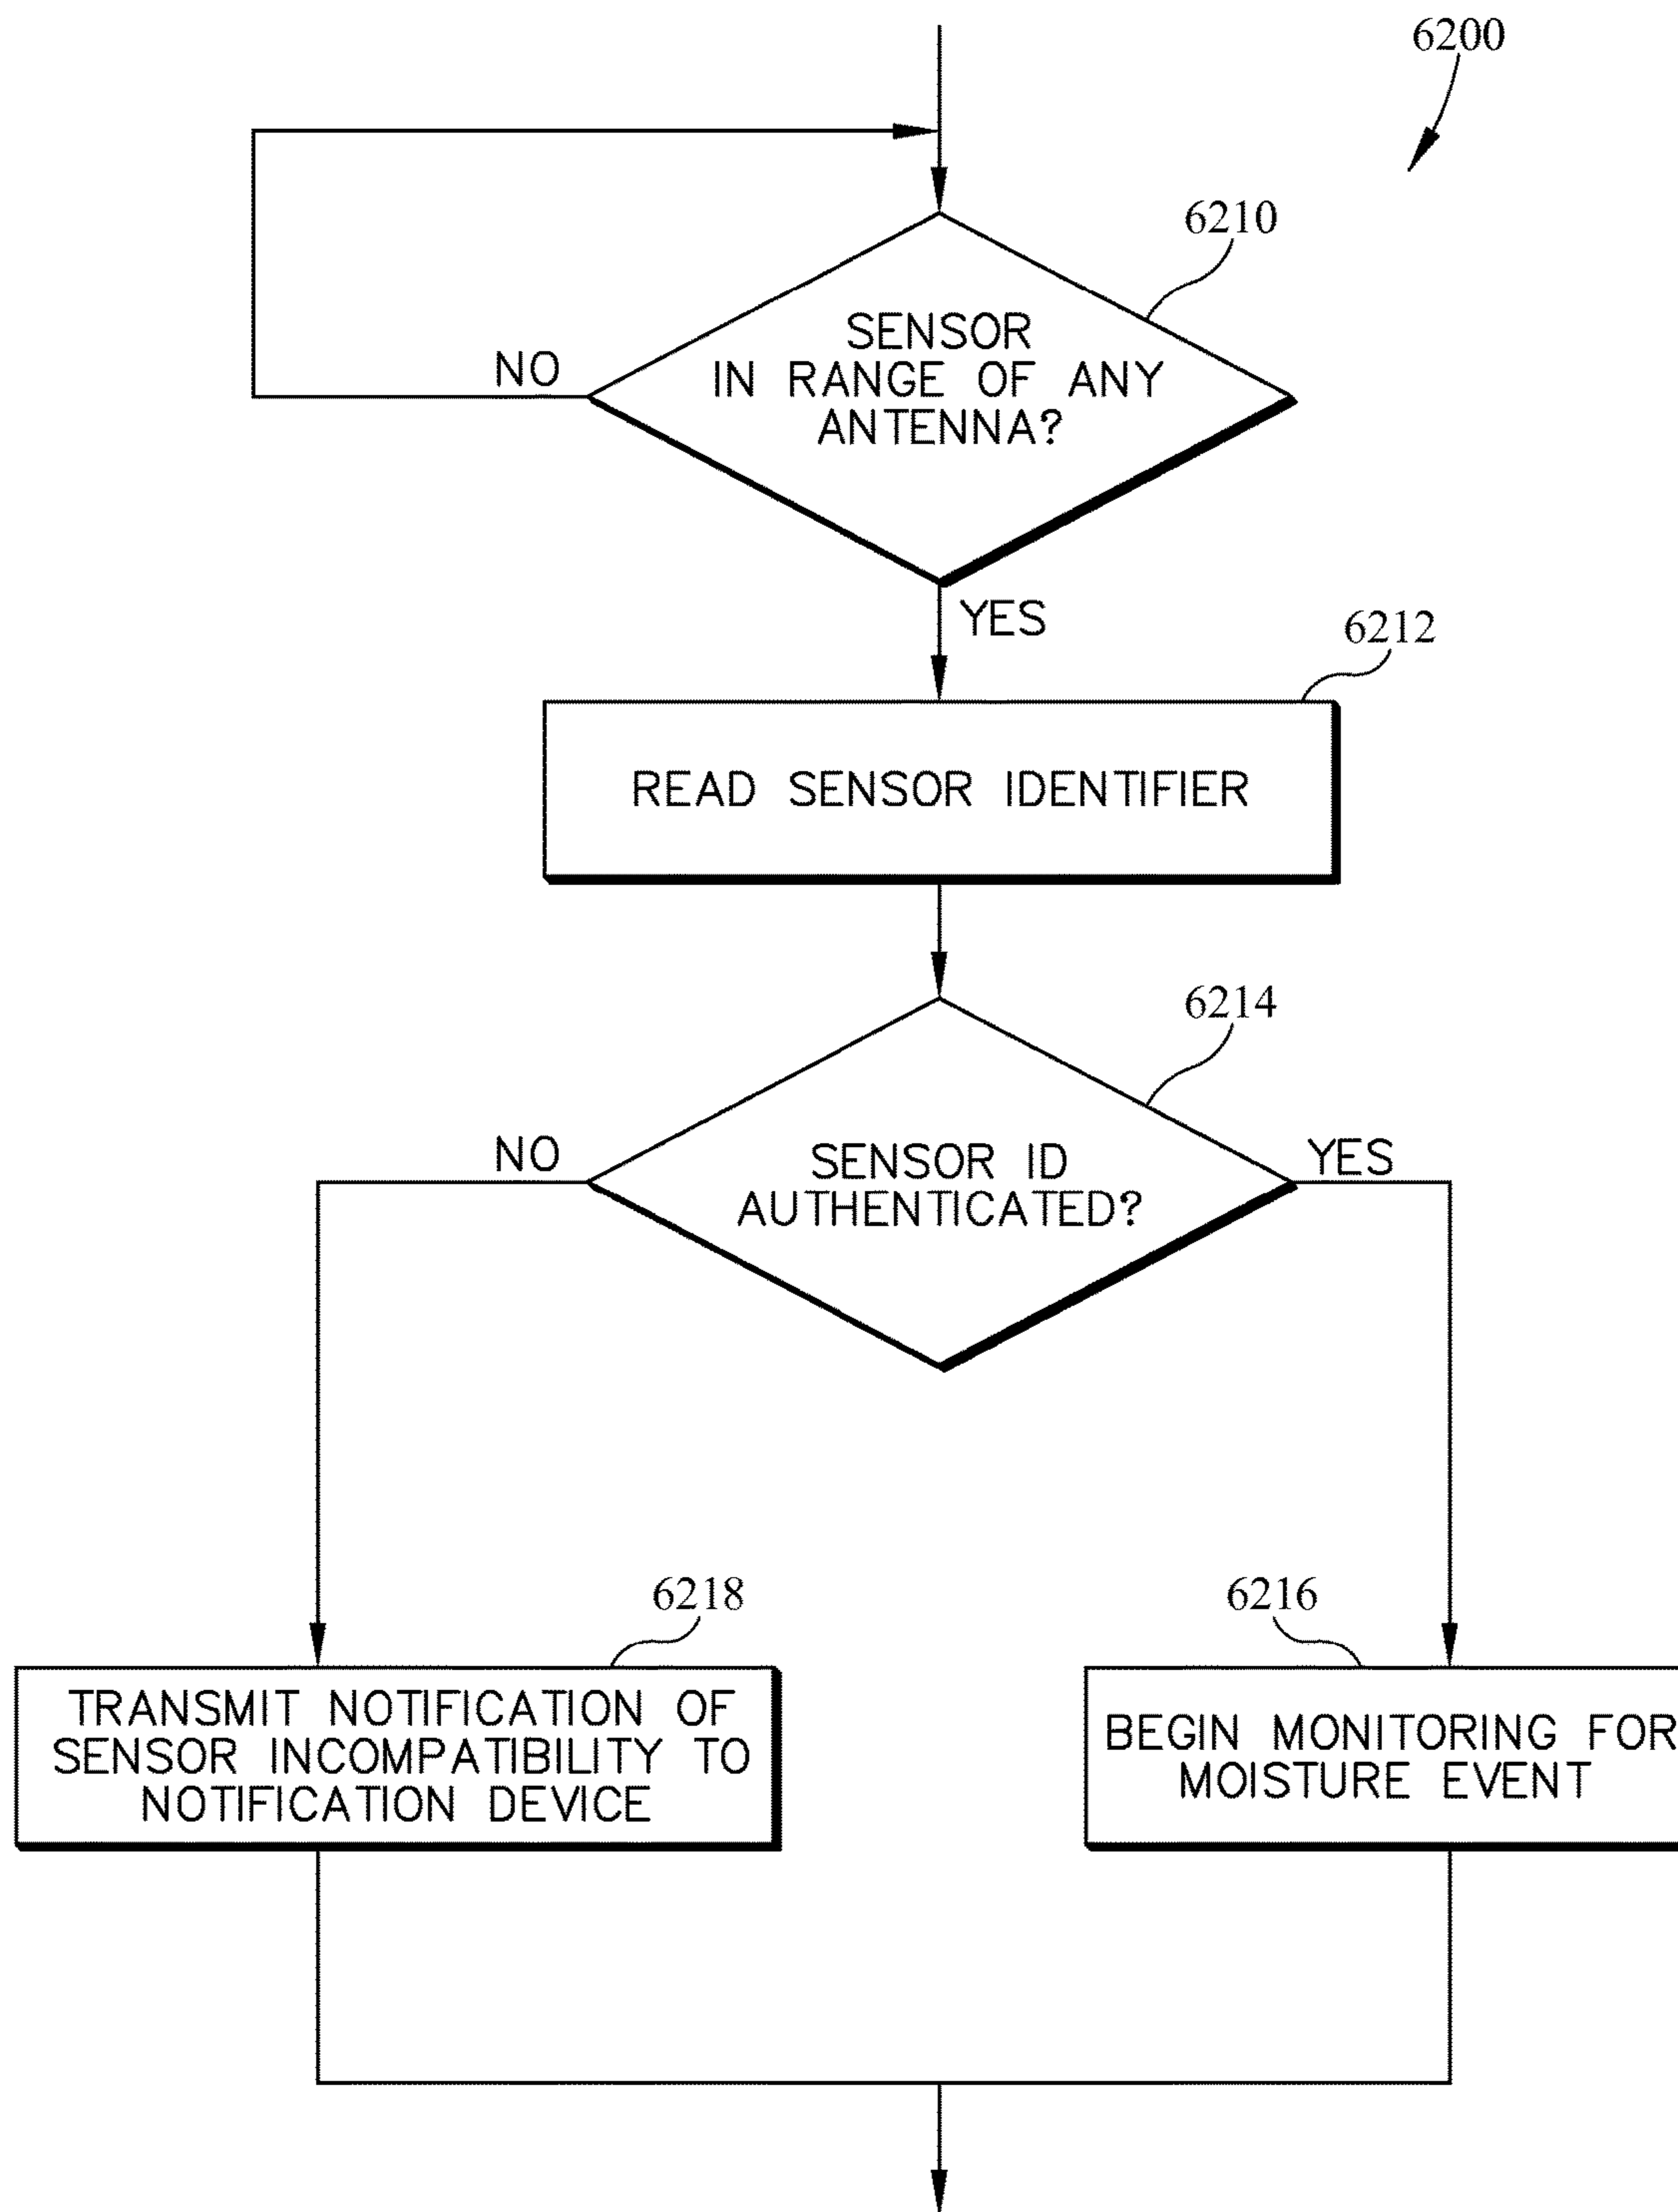 6200
6210
SENSOR
IN RANGE OF ANY
ANTENNA?
NO
YES
6212
READ SENSOR IDENTIFIER
6214
NO
SENSOR ID
AUTHENTICATED?
YES
6218
TRANSMIT NOTIFICATION OF
SENSOR INCOMPATIBILITY TO
NOTIFICATION DEVICE
6216
BEGIN MONITORING FOR
MOISTURE EVENT